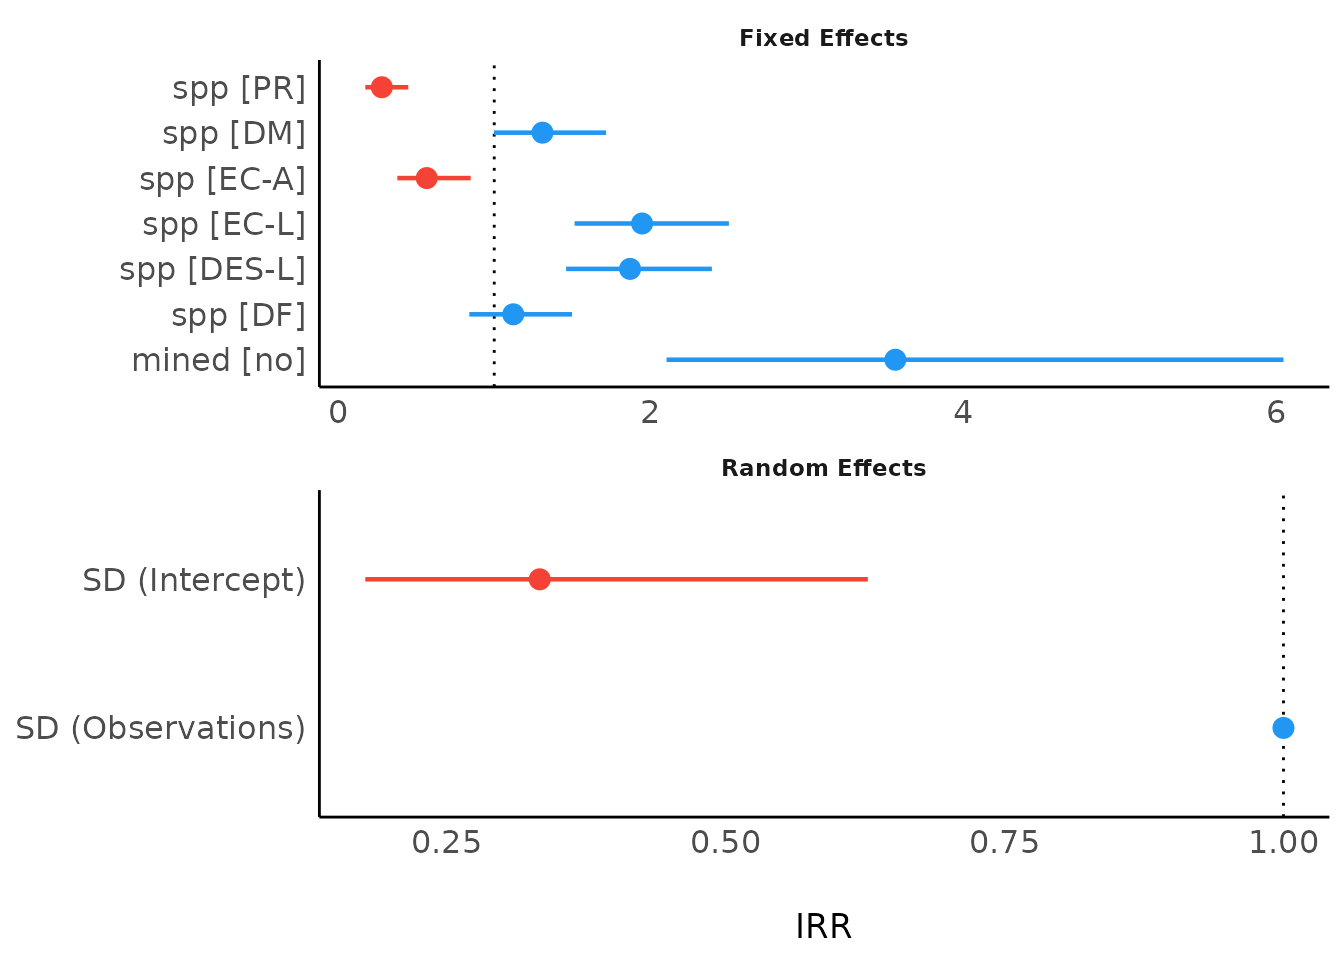 Fixed Effects
spp [PR]
spp [DM]
spp [EC-A]
spp [EC-L]
spp [DES-L]
spp [DF]
mined [no]
0 2 4 6
Random Effects
SD (Intercept)
SD (Observations)
0.25 0.50 0.75 1.00
IRR